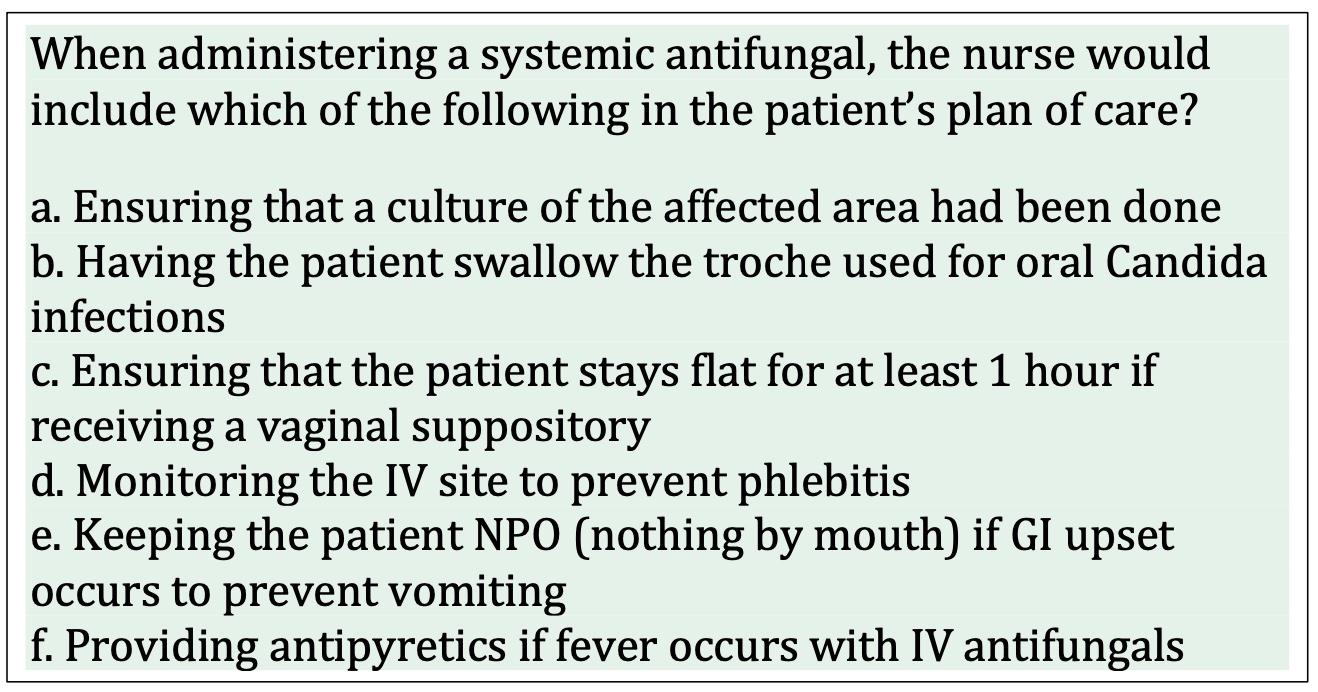 When administering a systemic antifungal, the nurse would
include which of the following in the patient’s plan of care?
a. Ensuring that a culture of the affected area had been done
b. Having the patient swallow the troche used for oral Candida
infections
c. Ensuring that the patient stays flat for at least 1 hour if
receiving a vaginal suppository
d. Monitoring the IV site to prevent phlebitis
e. Keeping the patient NPO (nothing by mouth) if GI upset
occurs to prevent vomiting
f. Providing antipyretics if fever occurs with IV antifungals